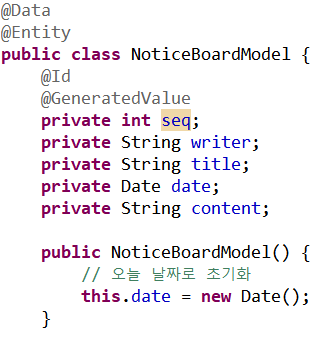 @Data
@Entity
public class NoticeBoardModel {
    @Id
    @GeneratedValue
    private int seq;
    private String writer;
    private String title;
    private Date date;
    private String content;

    public NoticeBoardModel() {
        // 오늘 날짜로 초기화
        this.date = new Date();
    }